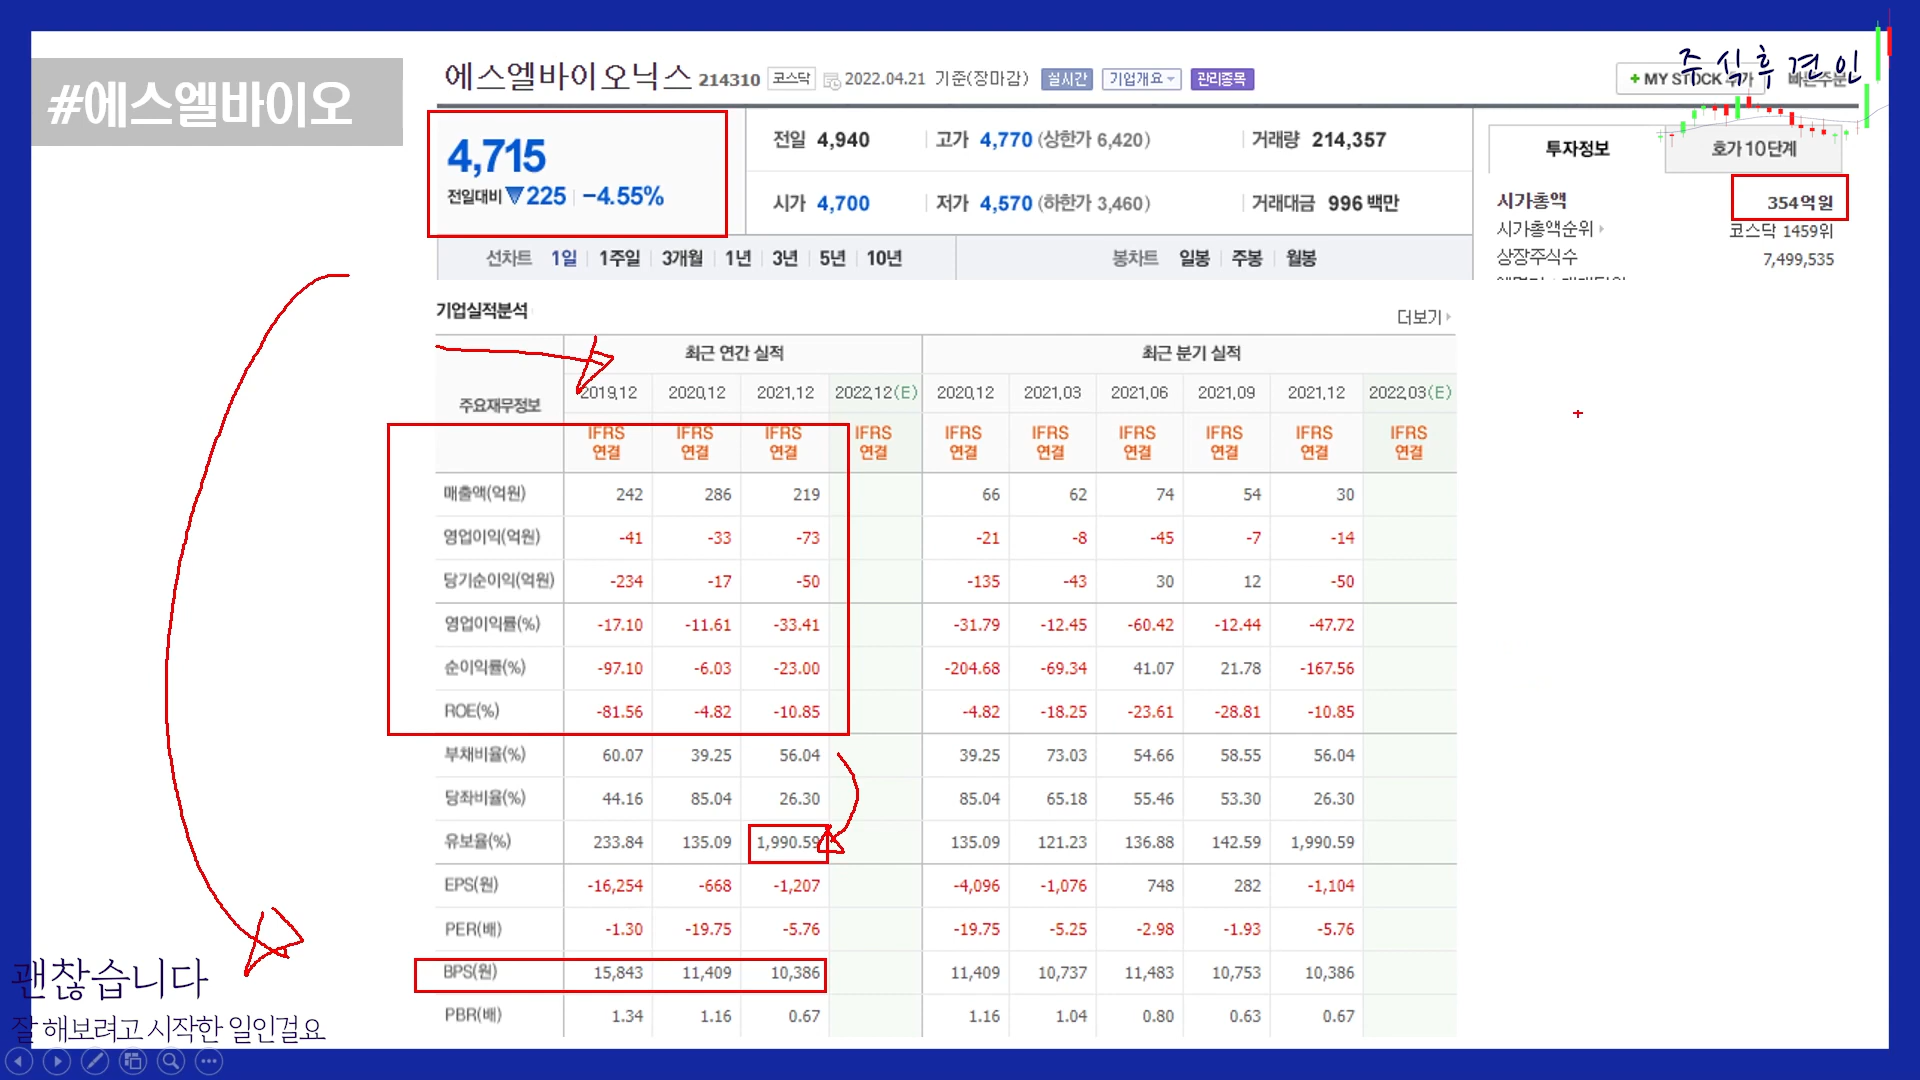 #에스엘바이오
에스엘바이오닉스 214310 코스닥 2022.04.21 기준(장마감) 실시간 기업개요 관리종목
+ MY STOCK
주식후견인
4,715
전일대비 ▼225 -4.55%
전일 4,940 고가 4,770 (상한가 6,420) 거래량 214,357
시가 4,700 저가 4,570 (하한가 3,460) 거래대금 996 백만
투자정보 호가10단계
시가총액 354억원
시가총액순위 코스닥 1459위
상장주식수 7,499,535
선차트 1일 1주일 3개월 1년 3년 5년 10년 봉차트 일봉 주봉 월봉
기업실적분석 더보기
주요재무정보 최근 연간 실적 최근 분기 실적
2019.12 2020.12 2021.12 2022.12(E) 2020.12 2021.03 2021.06 2021.09 2021.12 2022.03(E)
IFRS IFRS IFRS IFRS IFRS IFRS IFRS IFRS IFRS IFRS
연결 연결 연결 연결 연결 연결 연결 연결 연결 연결
매출액(억원) 242 286 219 66 62 74 54 30
영업이익(억원) -41 -33 -73 -21 -8 -45 -7 -14
당기순이익(억원) -234 -17 -50 -135 -43 30 12 -50
영업이익률(%) -17.10 -11.61 -33.41 -31.79 -12.45 -60.42 -12.44 -47.72
순이익률(%) -97.10 -6.03 -23.00 -204.68 -69.34 41.07 21.78 -167.56
ROE(%) -81.56 -4.82 -10.85 -4.82 -18.25 -23.61 -28.81 -10.85
부채비율(%) 60.07 39.25 56.04 39.25 73.03 54.66 58.55 56.04
당좌비율(%) 44.16 85.04 26.30 85.04 65.18 55.46 53.30 26.30
유보율(%) 233.84 135.09 1,990.59 135.09 121.23 136.88 142.59 1,990.59
EPS(원) -16,254 -668 -1,207 -4,096 -1,076 748 282 -1,104
PER(배) -1.30 -19.75 -5.76 -19.75 -5.25 -2.98 -1.93 -5.76
BPS(원) 15,843 11,409 10,386 11,409 10,737 11,483 10,753 10,386
PBR(배) 1.34 1.16 0.67 1.16 1.04 0.80 0.63 0.67
괜찮습니다
잘 해보려고 시작한 일인걸요